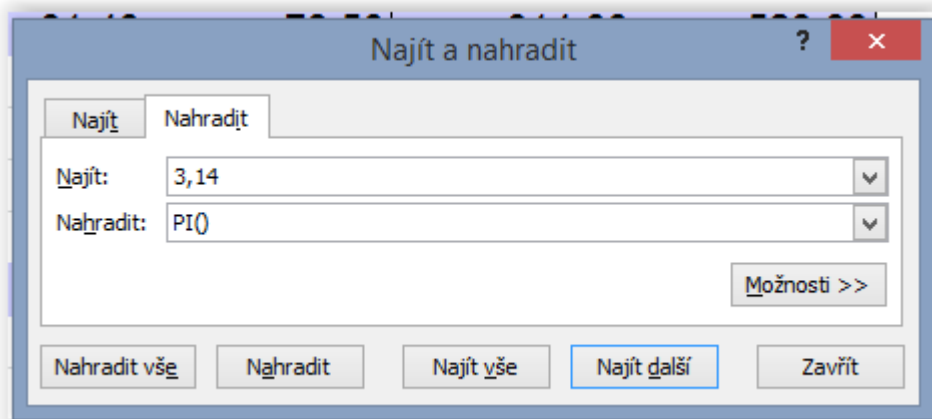 Najít a nahradit ? ×
Najít Nahradit
Najít: 3,14
Nahradit: PI()
Možnosti >>
Nahradit vše Nahradit Najít vše Najít další Zavřít